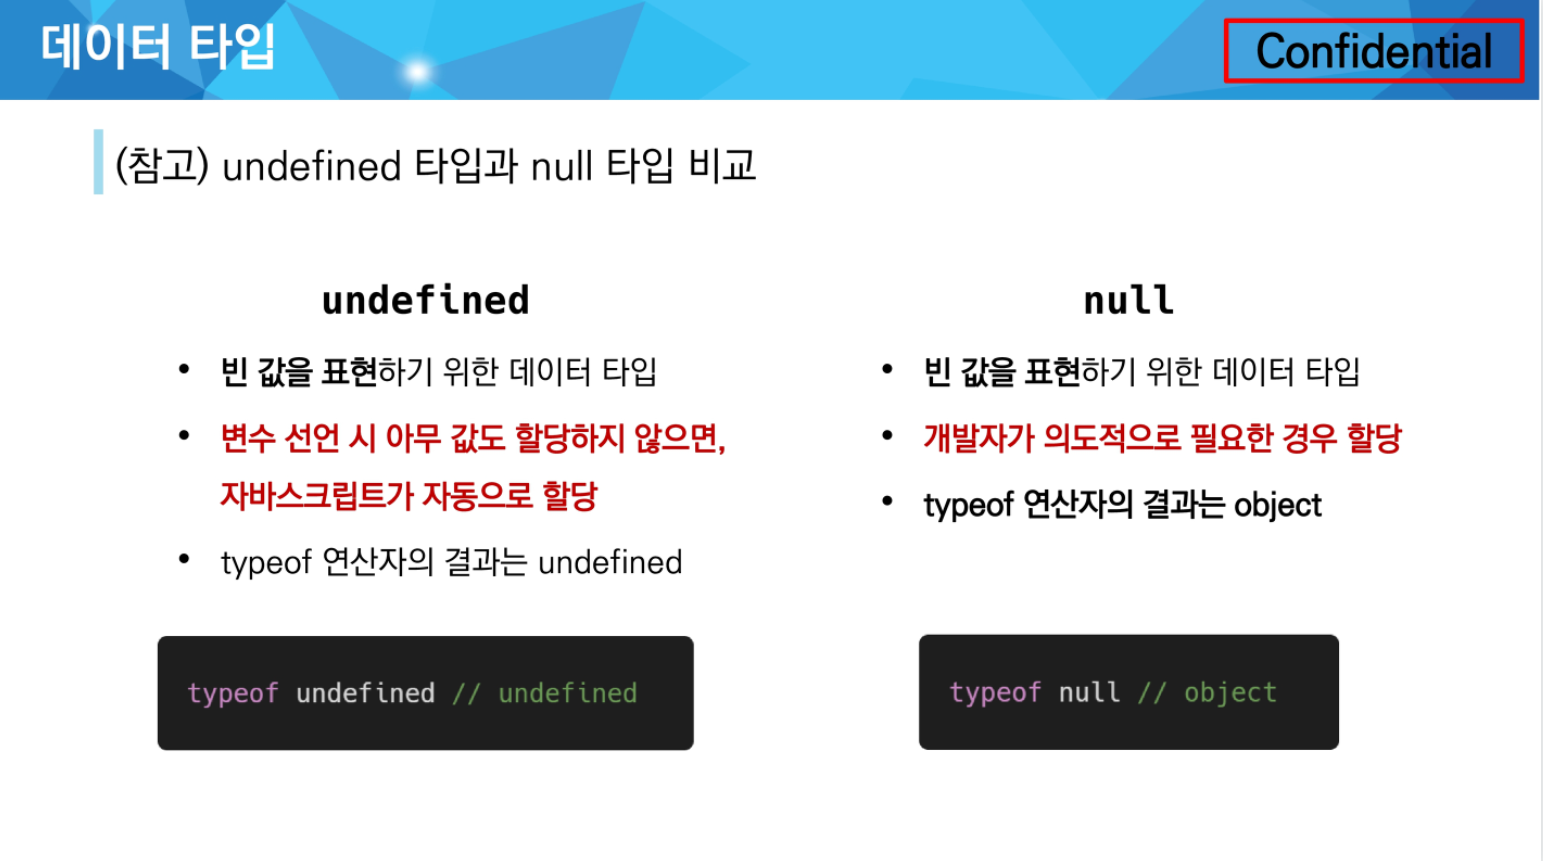 데이터 타입
Confidential
(참고) undefined 타입과 null 타입 비교
undefined
• 빈 값을 표현하기 위한 데이터 타입
• 변수 선언 시 아무 값도 할당하지 않으면,
자바스크립트가 자동으로 할당
• typeof 연산자의 결과는 undefined
typeof undefined // undefined
null
• 빈 값을 표현하기 위한 데이터 타입
• 개발자가 의도적으로 필요한 경우 할당
• typeof 연산자의 결과는 object
typeof null // object